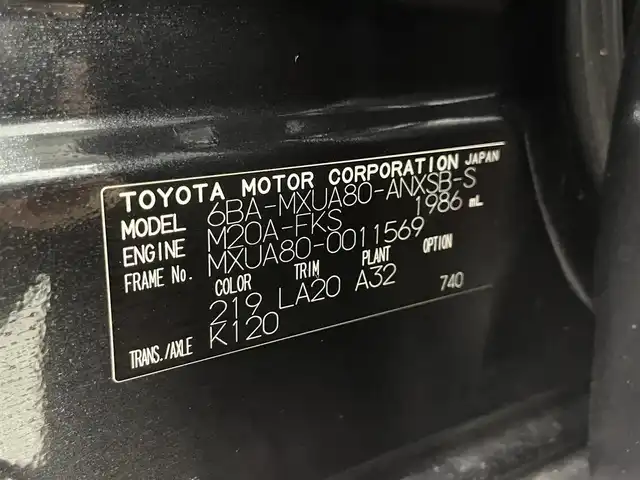 TOYOTA MOTOR CORPORATION JAPAN
MODEL 6BA-MXUA80-ANXSB-S
ENGINE M20A-FKS 1986 mL
FRAME No. MXUA80-0011569
COLOR TRIM PLANT OPTION
219 LA20 A32 740
TRANS./AXLE K120